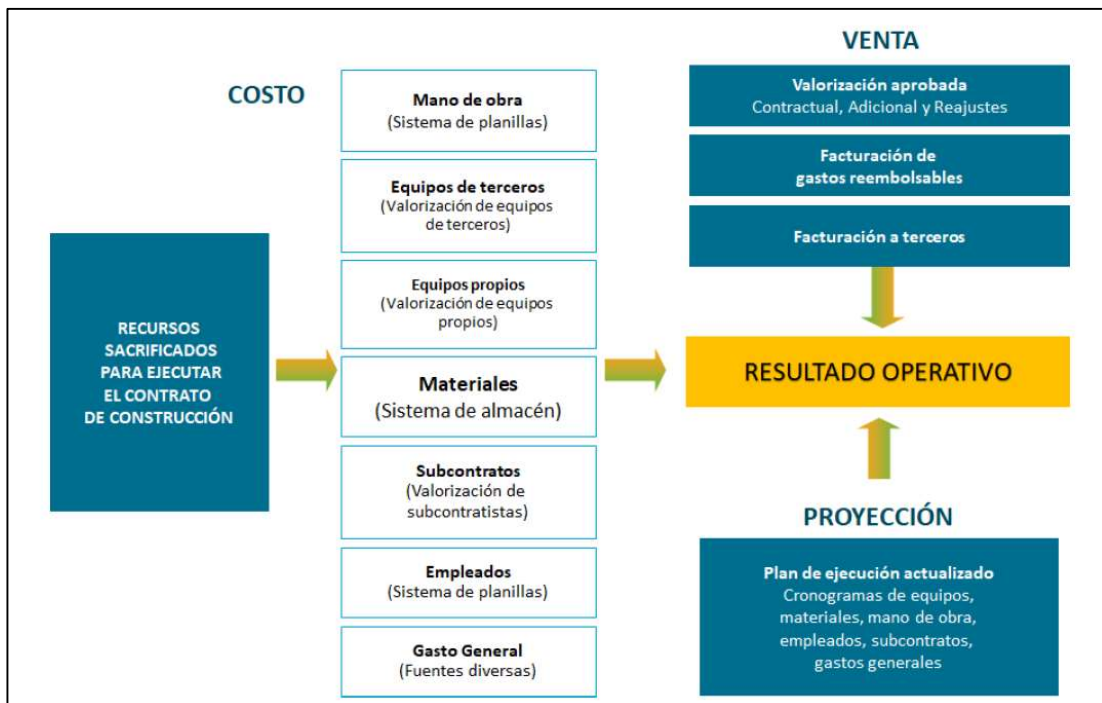 COSTO
RECURSOS
SACRIFICADOS
PARA EJECUTAR
EL CONTRATO
DE CONSTRUCCIÓN
Mano de obra
(Sistema de planillas)
Equipos de terceros
(Valorización de equipos
de terceros)
Equipos propios
(Valorización de equipos
propios)
Materiales
(Sistema de almacén)
Subcontratos
(Valorización de
subcontratistas)
Empleados
(Sistema de planillas)
Gasto General
(Fuentes diversas)
VENTA
Valorización aprobada
Contractual, Adicional y Reajustes
Facturación de
gastos reembolsables
Facturación a terceros
RESULTADO OPERATIVO
PROYECCIÓN
Plan de ejecución actualizado
Cronogramas de equipos,
materiales, mano de obra,
empleados, subcontratos,
gastos generales